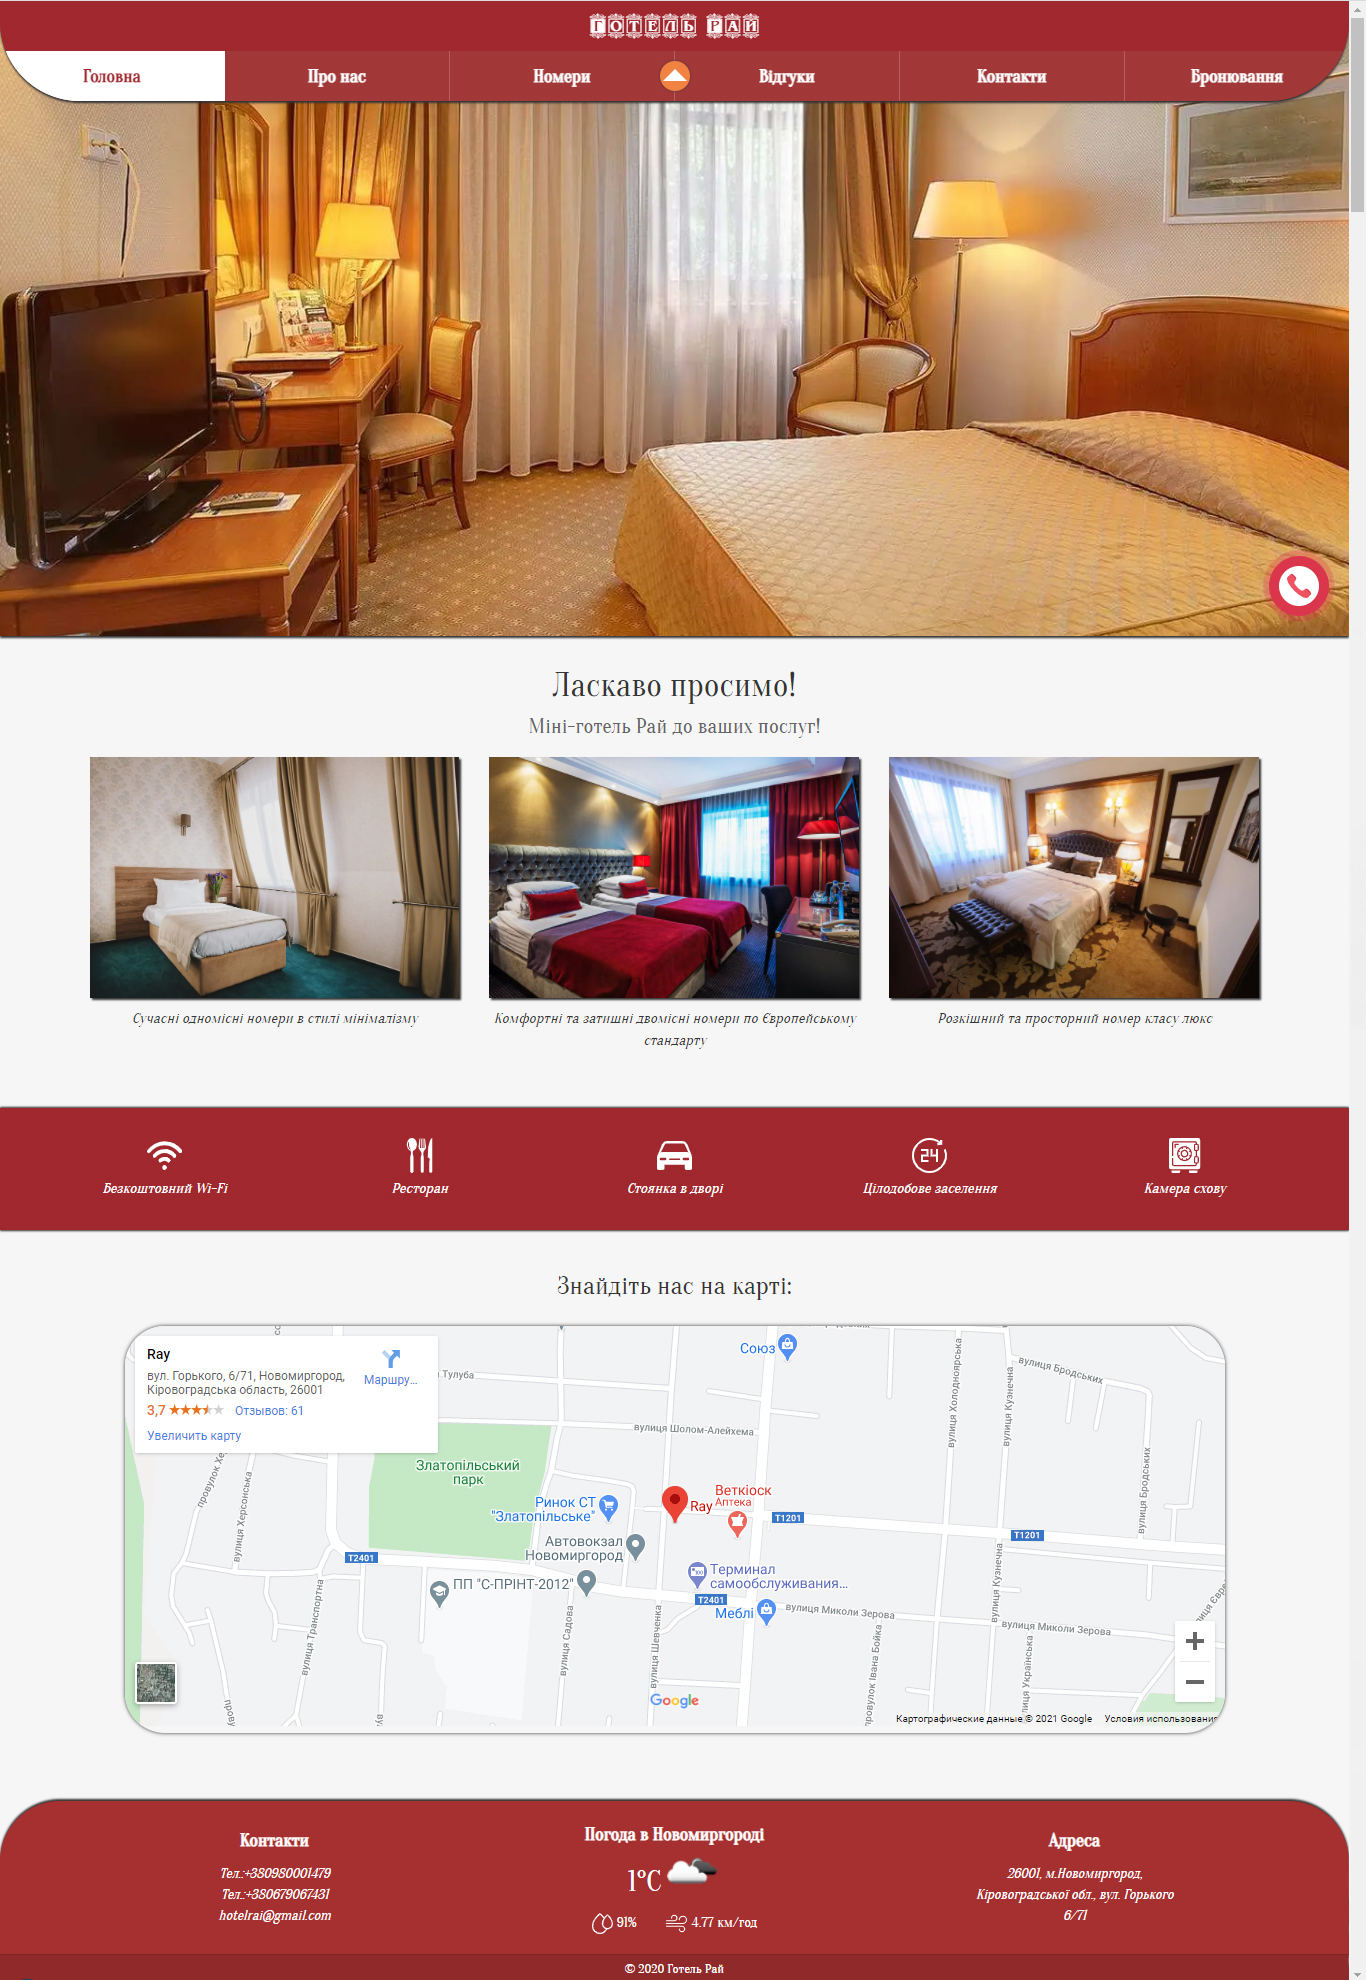 ГОТЕЛЬ РАЙ
Головна
Про нас
Номери
Відгуки
Контакти
Бронювання
Ласкаво просимо!
Міні-готель Рай до ваших послуг!
Сучасні одномісні номери в стилі мінімалізму
Комфортні та затишні двомісні номери по Європейському
стандарту
Розкішний та просторний номер класу люкс
Безкоштовний Wi-Fi
Ресторан
Стоянка в дворі
24
Цілодобове заселення
Камера схову
Знайдіть нас на карті:
Ray
вул. Горького, 6/71, Новомиргород,
Кіровоградська область, 26001
3,7
Отзывов: 61
Увеличить карту
Маршру...
Тулуба
Союз
вулиця Бродських
вулиця Холодноярська
вулиця Кузнечна
вулиця Шолом-Алейхема
Златопільський
парк
вулиця Бродських
провулок Хе
вулиця Херсонська
Ринок СТ
"Златопільське"
Ray
Веткіоск
Аптека
T1201
T1201
Автовокзал
Новомиргород
T2401
ПП "С-ПРІНТ-2012"
Терминал
самообслуживания...
T2401
Меблі
вулиця Миколи Зерова
вулиця Миколи Зерова
вулиця Кузнечна
вулиця Транспортна
вулиця Садова
вулиця Шевченка
провулок Івана Бойка
улиця Українська
прову
Google
Картографические данные © 2021 Google
Условия использования
Контакти
Тел.:+380980001479
Тел.:+380679067431
hotelrai@gmail.com
Погода в Новомиргороді
1°C
91%
4.77 км/год
Адреса
26001, м.Новомиргород,
Кіровоградської обл., вул. Горького
6/71
© 2020 Готель Рай